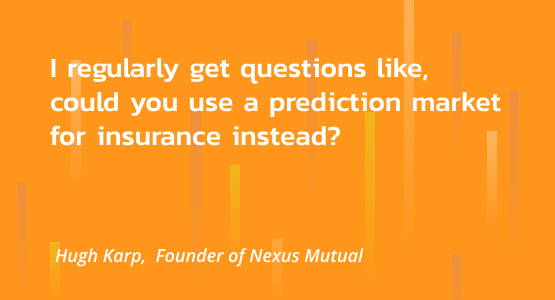 I regularly get questions like,
could you use a prediction market
for insurance instead?
Hugh Karp, Founder of Nexus Mutual